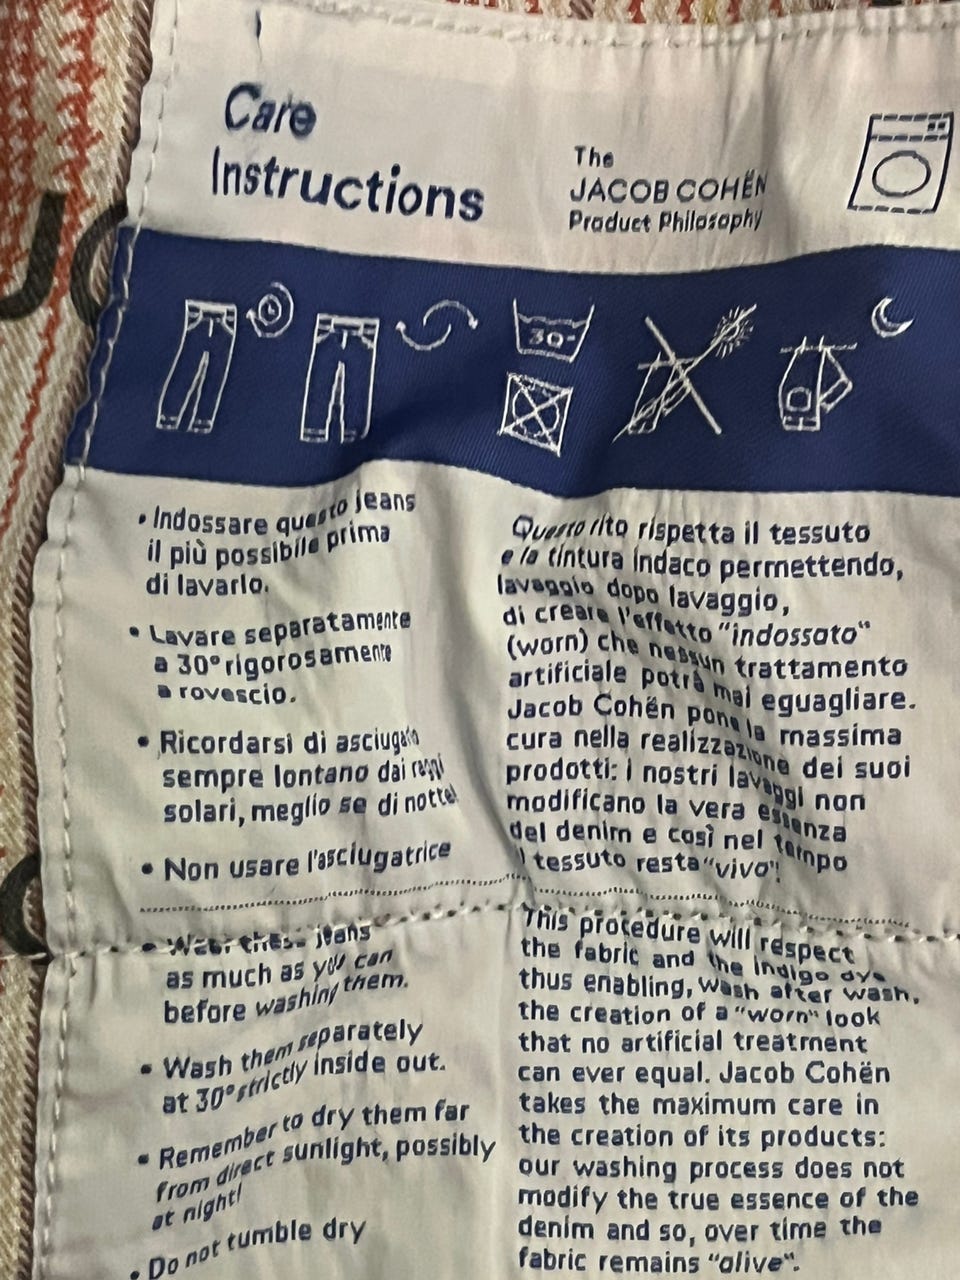 Care
Instructions
The
JACOB COHËN
Product Philosophy
30°
• Indossare questo jeans
il più possibile prima
di lavarlo.
• Lavare separatamente
a 30° rigorosamente
a rovescio.
• Ricordarsi di asciugarlo
sempre lontano dai raggi
solari, meglio se di notte!
• Non usare l'asciugatrice
Questo rito rispetta il tessuto
e la tintura indaco permettendo,
lavaggio dopo lavaggio,
di creare l'effetto "indossato"
(worn) che nessun trattamento
artificiale potrà mai eguagliare.
Jacob Cohën pone la massima
cura nella realizzazione dei suoi
prodotti: i nostri lavaggi non
modificano la vera essenza
del denim e così nel tempo
il tessuto resta "vivo"!
• Wear these jeans
as much as you can
before washing them.
• Wash them separately
at 30° strictly inside out.
• Remember to dry them far
from direct sunlight, possibly
at night!
• Do not tumble dry
This procedure will respect
the fabric and the indigo dye
thus enabling, wash after wash,
the creation of a "worn" look
that no artificial treatment
can ever equal. Jacob Cohën
takes the maximum care in
the creation of its products:
our washing process does not
modify the true essence of the
denim and so, over time the
fabric remains "alive".